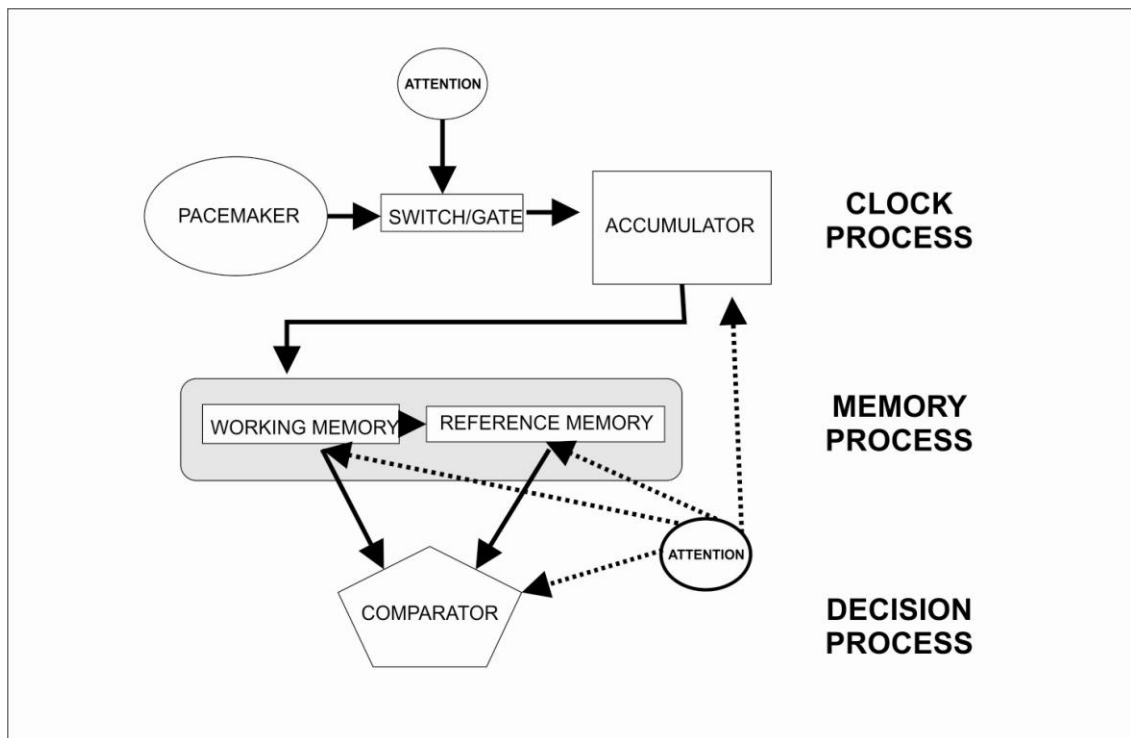 ATTENTION
PACEMAKER
SWITCH/GATE
ACCUMULATOR
CLOCK
PROCESS
WORKING MEMORY
REFERENCE MEMORY
MEMORY
PROCESS
ATTENTION
COMPARATOR
DECISION
PROCESS